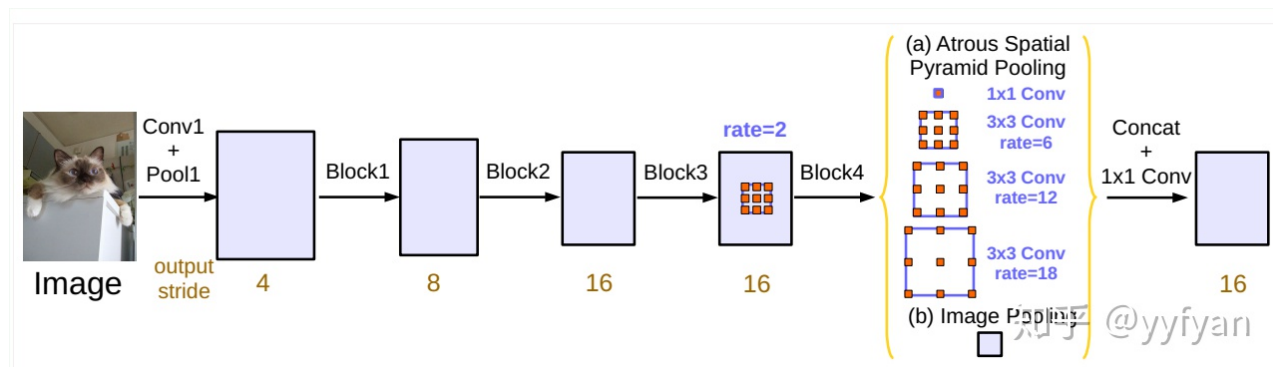 Image
Conv1
+
Pool1
output
stride
4
Block1
8
Block2
16
Block3
rate=2
16
Block4
(a) Atrous Spatial
Pyramid Pooling
1x1 Conv
3x3 Conv
rate=6
3x3 Conv
rate=12
3x3 Conv
rate=18
(b) Image Pooling
Concat
+
1x1 Conv
16
知乎 @yyfyan